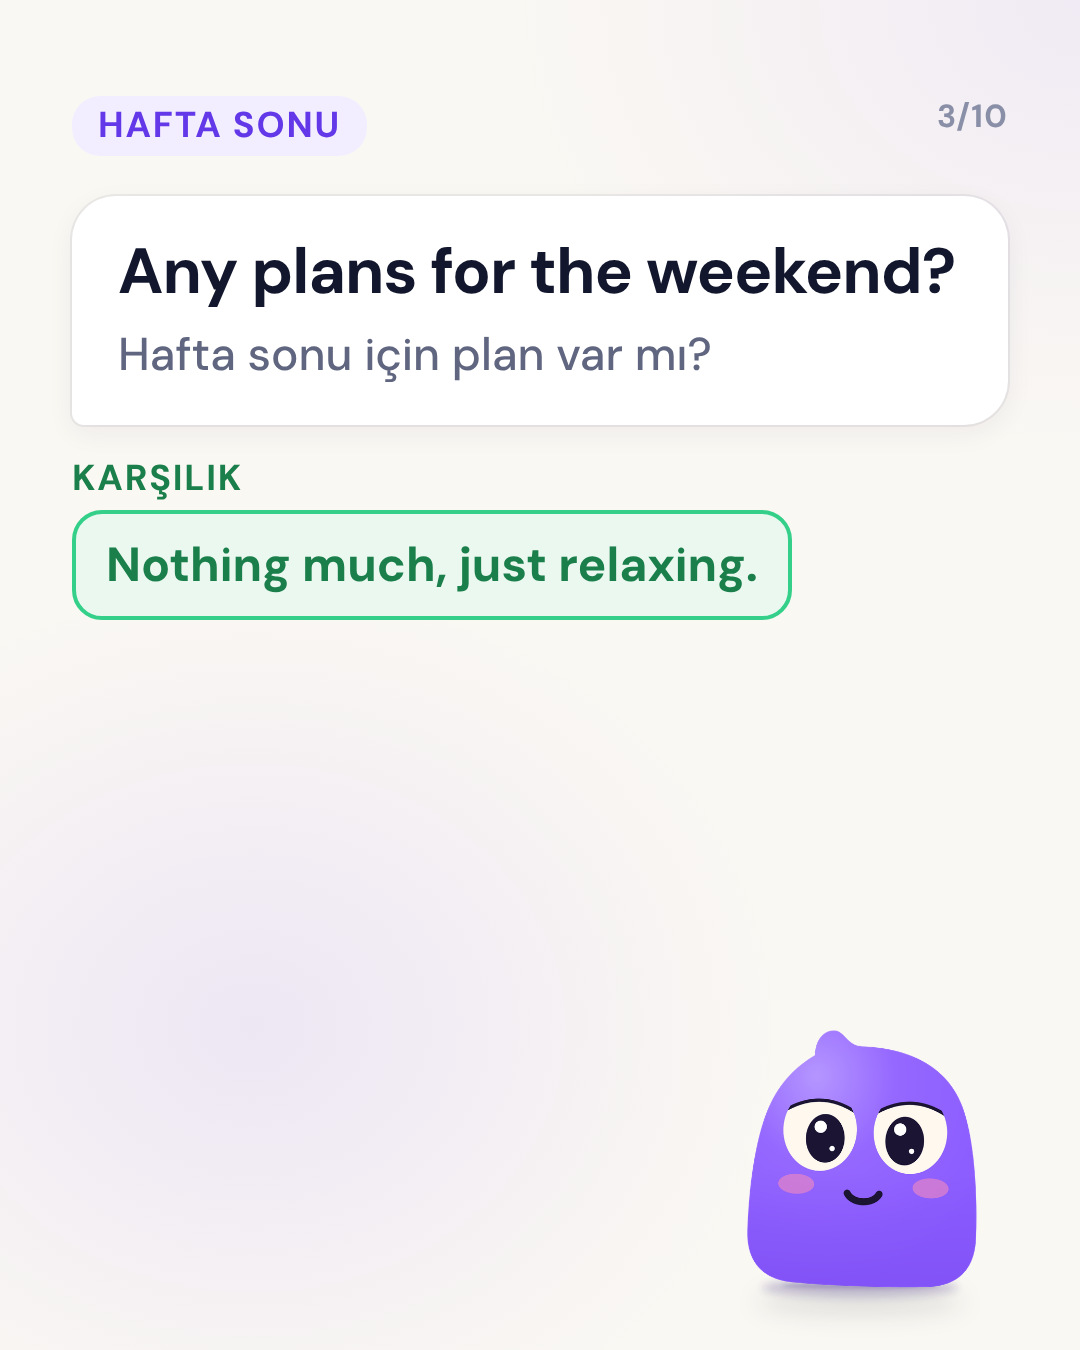 HAFTA SONU
3/10
Any plans for the weekend?
Hafta sonu için plan var mı?
KARŞILIK
Nothing much, just relaxing.